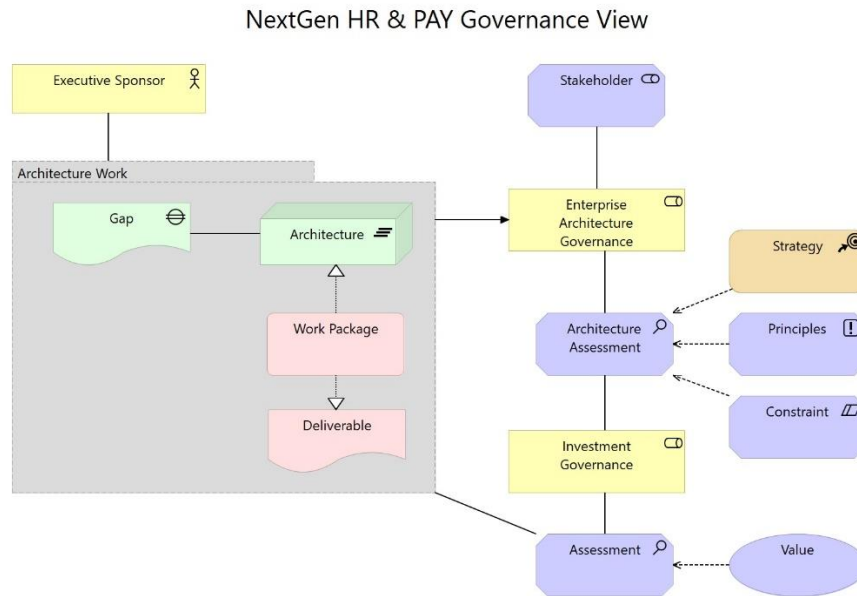 NextGen HR & PAY Governance View
Executive Sponsor
Stakeholder
Architecture Work
Gap
Architecture
Enterprise
Architecture
Governance
Strategy
Work Package
Architecture
Assessment
Principles
Constraint
Deliverable
Investment
Governance
Assessment
Value